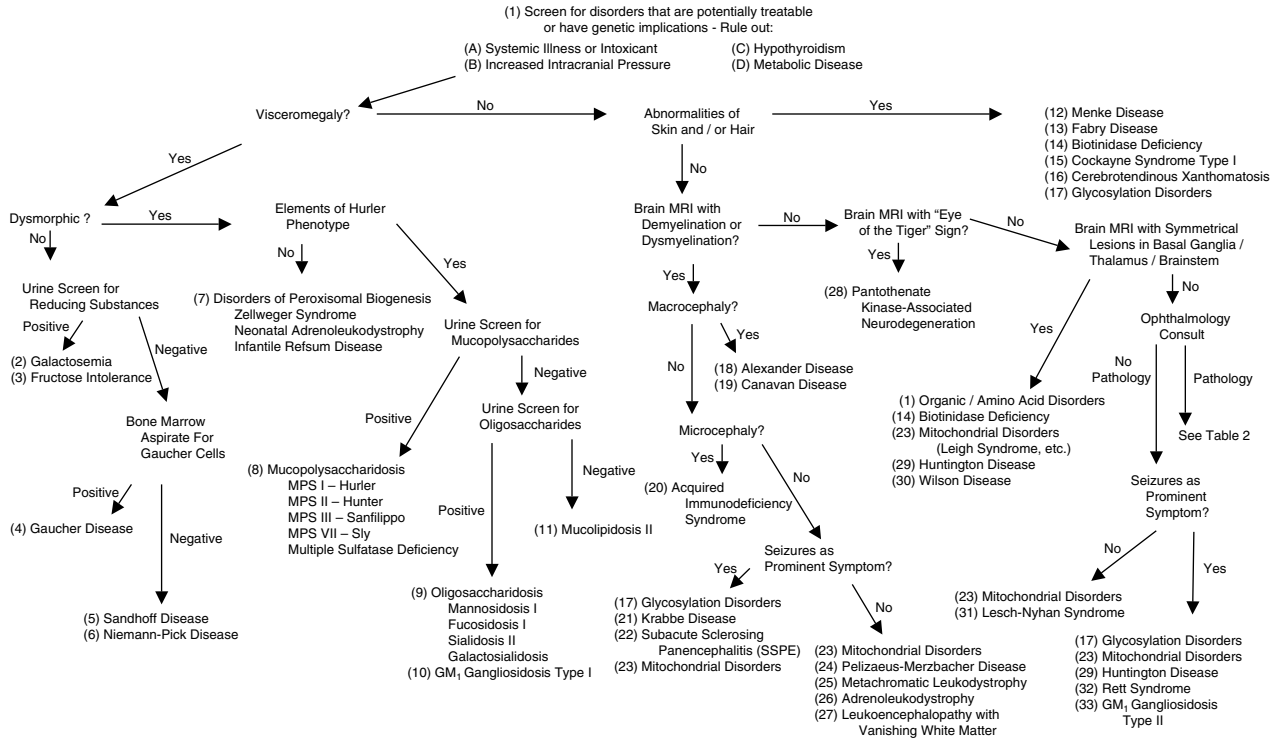 (1) Screen for disorders that are potentially treatable
or have genetic implications - Rule out:
(A) Systemic Illness or Intoxicant
(B) Increased Intracranial Pressure
(C) Hypothyroidism
(D) Metabolic Disease
Visceromegaly?
No
Abnormalities of
Skin and / or Hair
Yes
(12) Menke Disease
(13) Fabry Disease
(14) Biotinidase Deficiency
(15) Cockayne Syndrome Type I
(16) Cerebrotendinous Xanthomatosis
(17) Glycosylation Disorders
Yes
No
Dysmorphic ?
Yes
No
Elements of Hurler
Phenotype
No
Yes
Brain MRI with
Demyelination or
Dysmyelination?
No
Yes
Brain MRI with “Eye
of the Tiger” Sign?
No
Yes
Brain MRI with Symmetrical
Lesions in Basal Ganglia /
Thalamus / Brainstem
No
Yes
Urine Screen for
Reducing Substances
Positive
Negative
(2) Galactosemia
(3) Fructose Intolerance
(7) Disorders of Peroxisomal Biogenesis
Zellweger Syndrome
Neonatal Adrenoleukodystrophy
Infantile Refsum Disease
Urine Screen for
Mucopolysaccharides
Positive
Negative
Macrocephaly?
No
Yes
(18) Alexander Disease
(19) Canavan Disease
(28) Pantothenate
Kinase-Associated
Neurodegeneration
Ophthalmology
Consult
No
Pathology
Pathology
See Table 2
(1) Organic / Amino Acid Disorders
(14) Biotinidase Deficiency
(23) Mitochondrial Disorders
(Leigh Syndrome, etc.)
(29) Huntington Disease
(30) Wilson Disease
Bone Marrow
Aspirate For
Gaucher Cells
Positive
Negative
(4) Gaucher Disease
(5) Sandhoff Disease
(6) Niemann-Pick Disease
(8) Mucopolysaccharidosis
MPS I – Hurler
MPS II – Hunter
MPS III – Sanfilippo
MPS VII – Sly
Multiple Sulfatase Deficiency
Urine Screen for
Oligosaccharides
Positive
Negative
(11) Mucolipidosis II
(9) Oligosaccharidosis
Mannosidosis I
Fucosidosis I
Sialidosis II
Galactosialidosis
(10) GM1 Gangliosidosis Type I
Microcephaly?
Yes
No
(20) Acquired
Immunodeficiency
Syndrome
Seizures as
Prominent Symptom?
Yes
No
(17) Glycosylation Disorders
(21) Krabbe Disease
(22) Subacute Sclerosing
Panencephalitis (SSPE)
(23) Mitochondrial Disorders
(23) Mitochondrial Disorders
(24) Pelizaeus-Merzbacher Disease
(25) Metachromatic Leukodystrophy
(26) Adrenoleukodystrophy
(27) Leukoencephalopathy with
Vanishing White Matter
Seizures as
Prominent
Symptom?
No
Yes
(23) Mitochondrial Disorders
(31) Lesch-Nyhan Syndrome
(17) Glycosylation Disorders
(23) Mitochondrial Disorders
(29) Huntington Disease
(32) Rett Syndrome
(33) GM1 Gangliosidosis
Type II